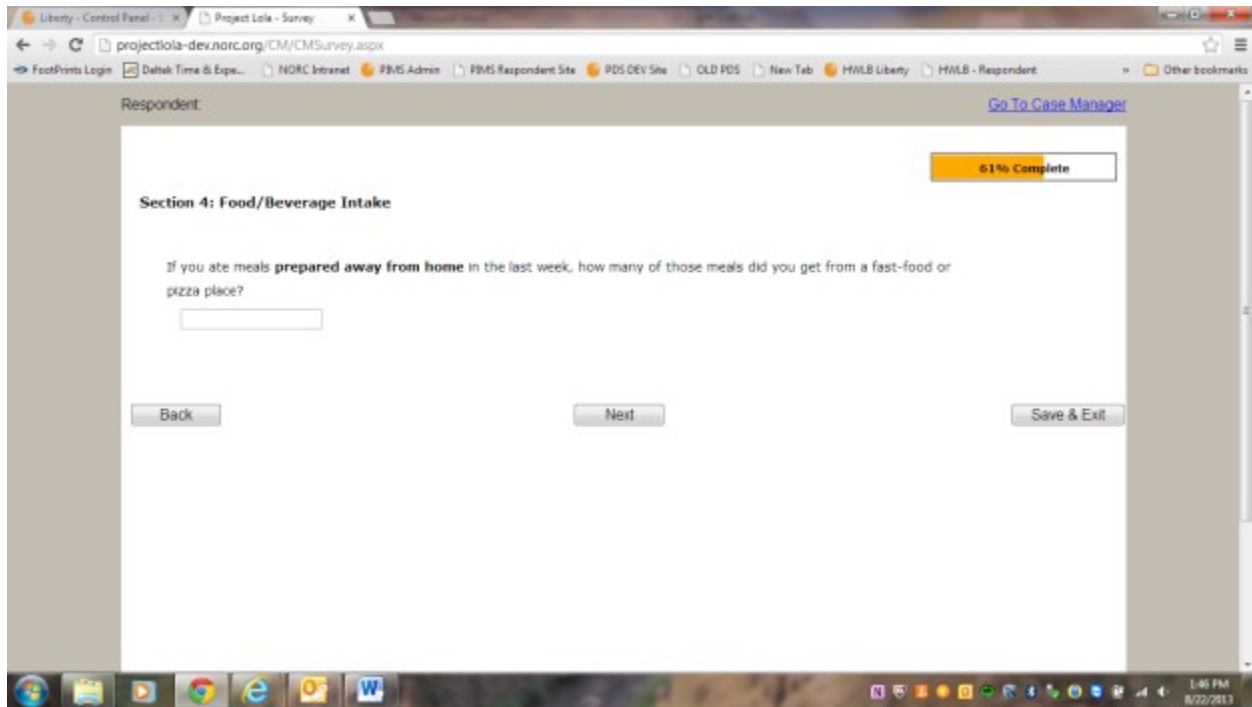 Liberty - Control Panel - S
Project Lola - Survey
projectlola-dev.norc.org/CM/CMSurvey.aspx
FootPrints Login
Deltek Time & Expe...
NORC Intranet
PIMS Admin
PIMS Respondent Site
PDS DEV Site
OLD PDS
New Tab
HWLB Liberty
HWLB - Respondent
»
Other bookmarks
Respondent:
Go To Case Manager
61% Complete
Section 4: Food/Beverage Intake
If you ate meals prepared away from home in the last week, how many of those meals did you get from a fast-food or
pizza place?
Back
Next
Save & Exit
1:46 PM
8/22/2013